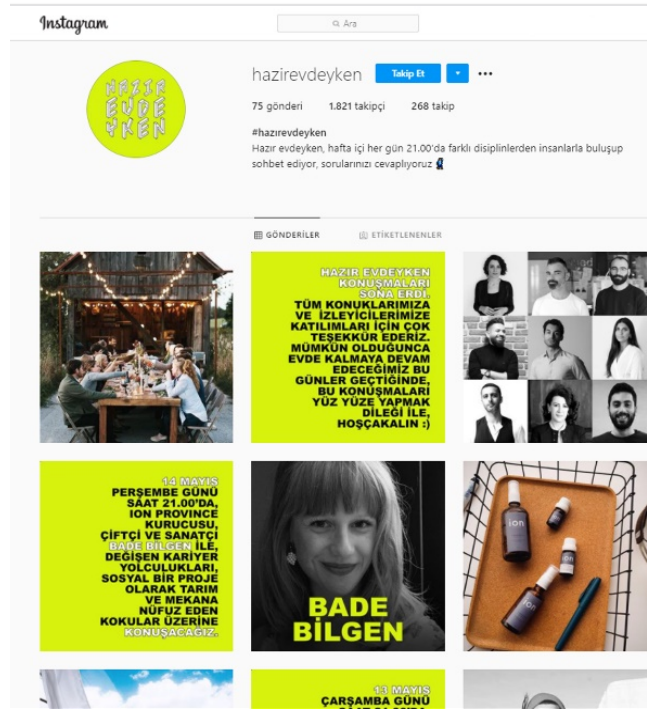 Instagram
Ara
HAZIR
EVDE
YKEN
hazirevdeyken
Takip Et
75 gönderi 1.821 takipçi 268 takip
#hazırevdeyken
Hazır evdeyken, hafta içi her gün 21.00'da farklı disiplinlerden insanlarla buluşup
sohbet ediyor, sorularınızı cevaplıyoruz
GÖNDERİLER ETİKETLENENLER
HAZIR EVDEYKEN
KONUŞMALARI
SONA ERDİ.
TÜM KONUKLARIMIZA
VE İZLEYİCİLERİMİZE
KATILIMLARI İÇİN ÇOK
TEŞEKKÜR EDERİZ.
MÜMKÜN OLDUĞUNCA
EVDE KALMAYA DEVAM
EDECEĞİMİZ BU
GÜNLER GEÇTİĞİNDE,
BU KONUŞMALARI
YÜZ YÜZE YAPMAK
DİLEĞİ İLE,
HOŞÇAKALIN :)
14 MAYIS
PERŞEMBE GÜNÜ
SAAT 21.00'DA,
ION PROVINCE
KURUCUSU,
ÇİFTÇİ VE SANATÇI
BADE BİLGEN İLE,
DEĞİŞEN KARİYER
YOLCULUKLARI,
SOSYAL BİR PROJE
OLARAK TARIM
VE MEKANA
NÜFUZ EDEN
KOKULAR ÜZERİNE
KONUŞACAĞIZ.
BADE
BİLGEN
ion
ion
ion
13 MAYIS
ÇARŞAMBA GÜNÜ